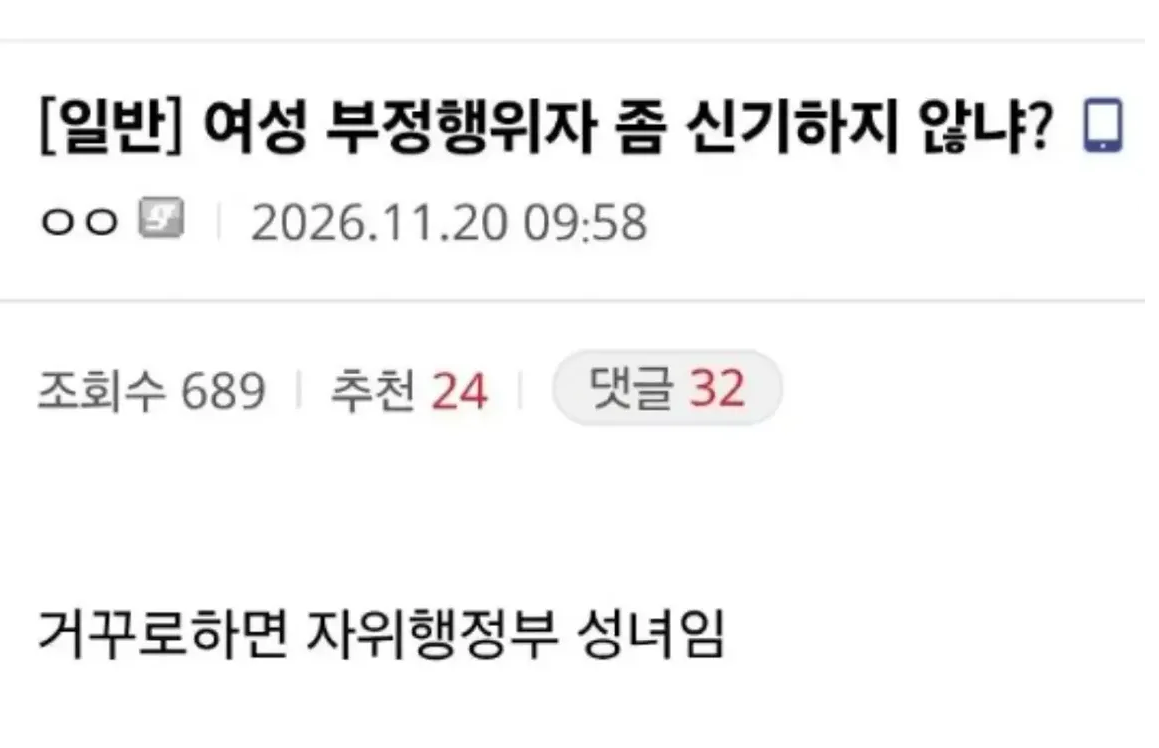 [일반] 여성 부정행위자 좀 신기하지 않냐?
ㅇㅇ 2026.11.20 09:58
조회수 689 추천 24 댓글 32
거꾸로하면 자위행정부 성녀임